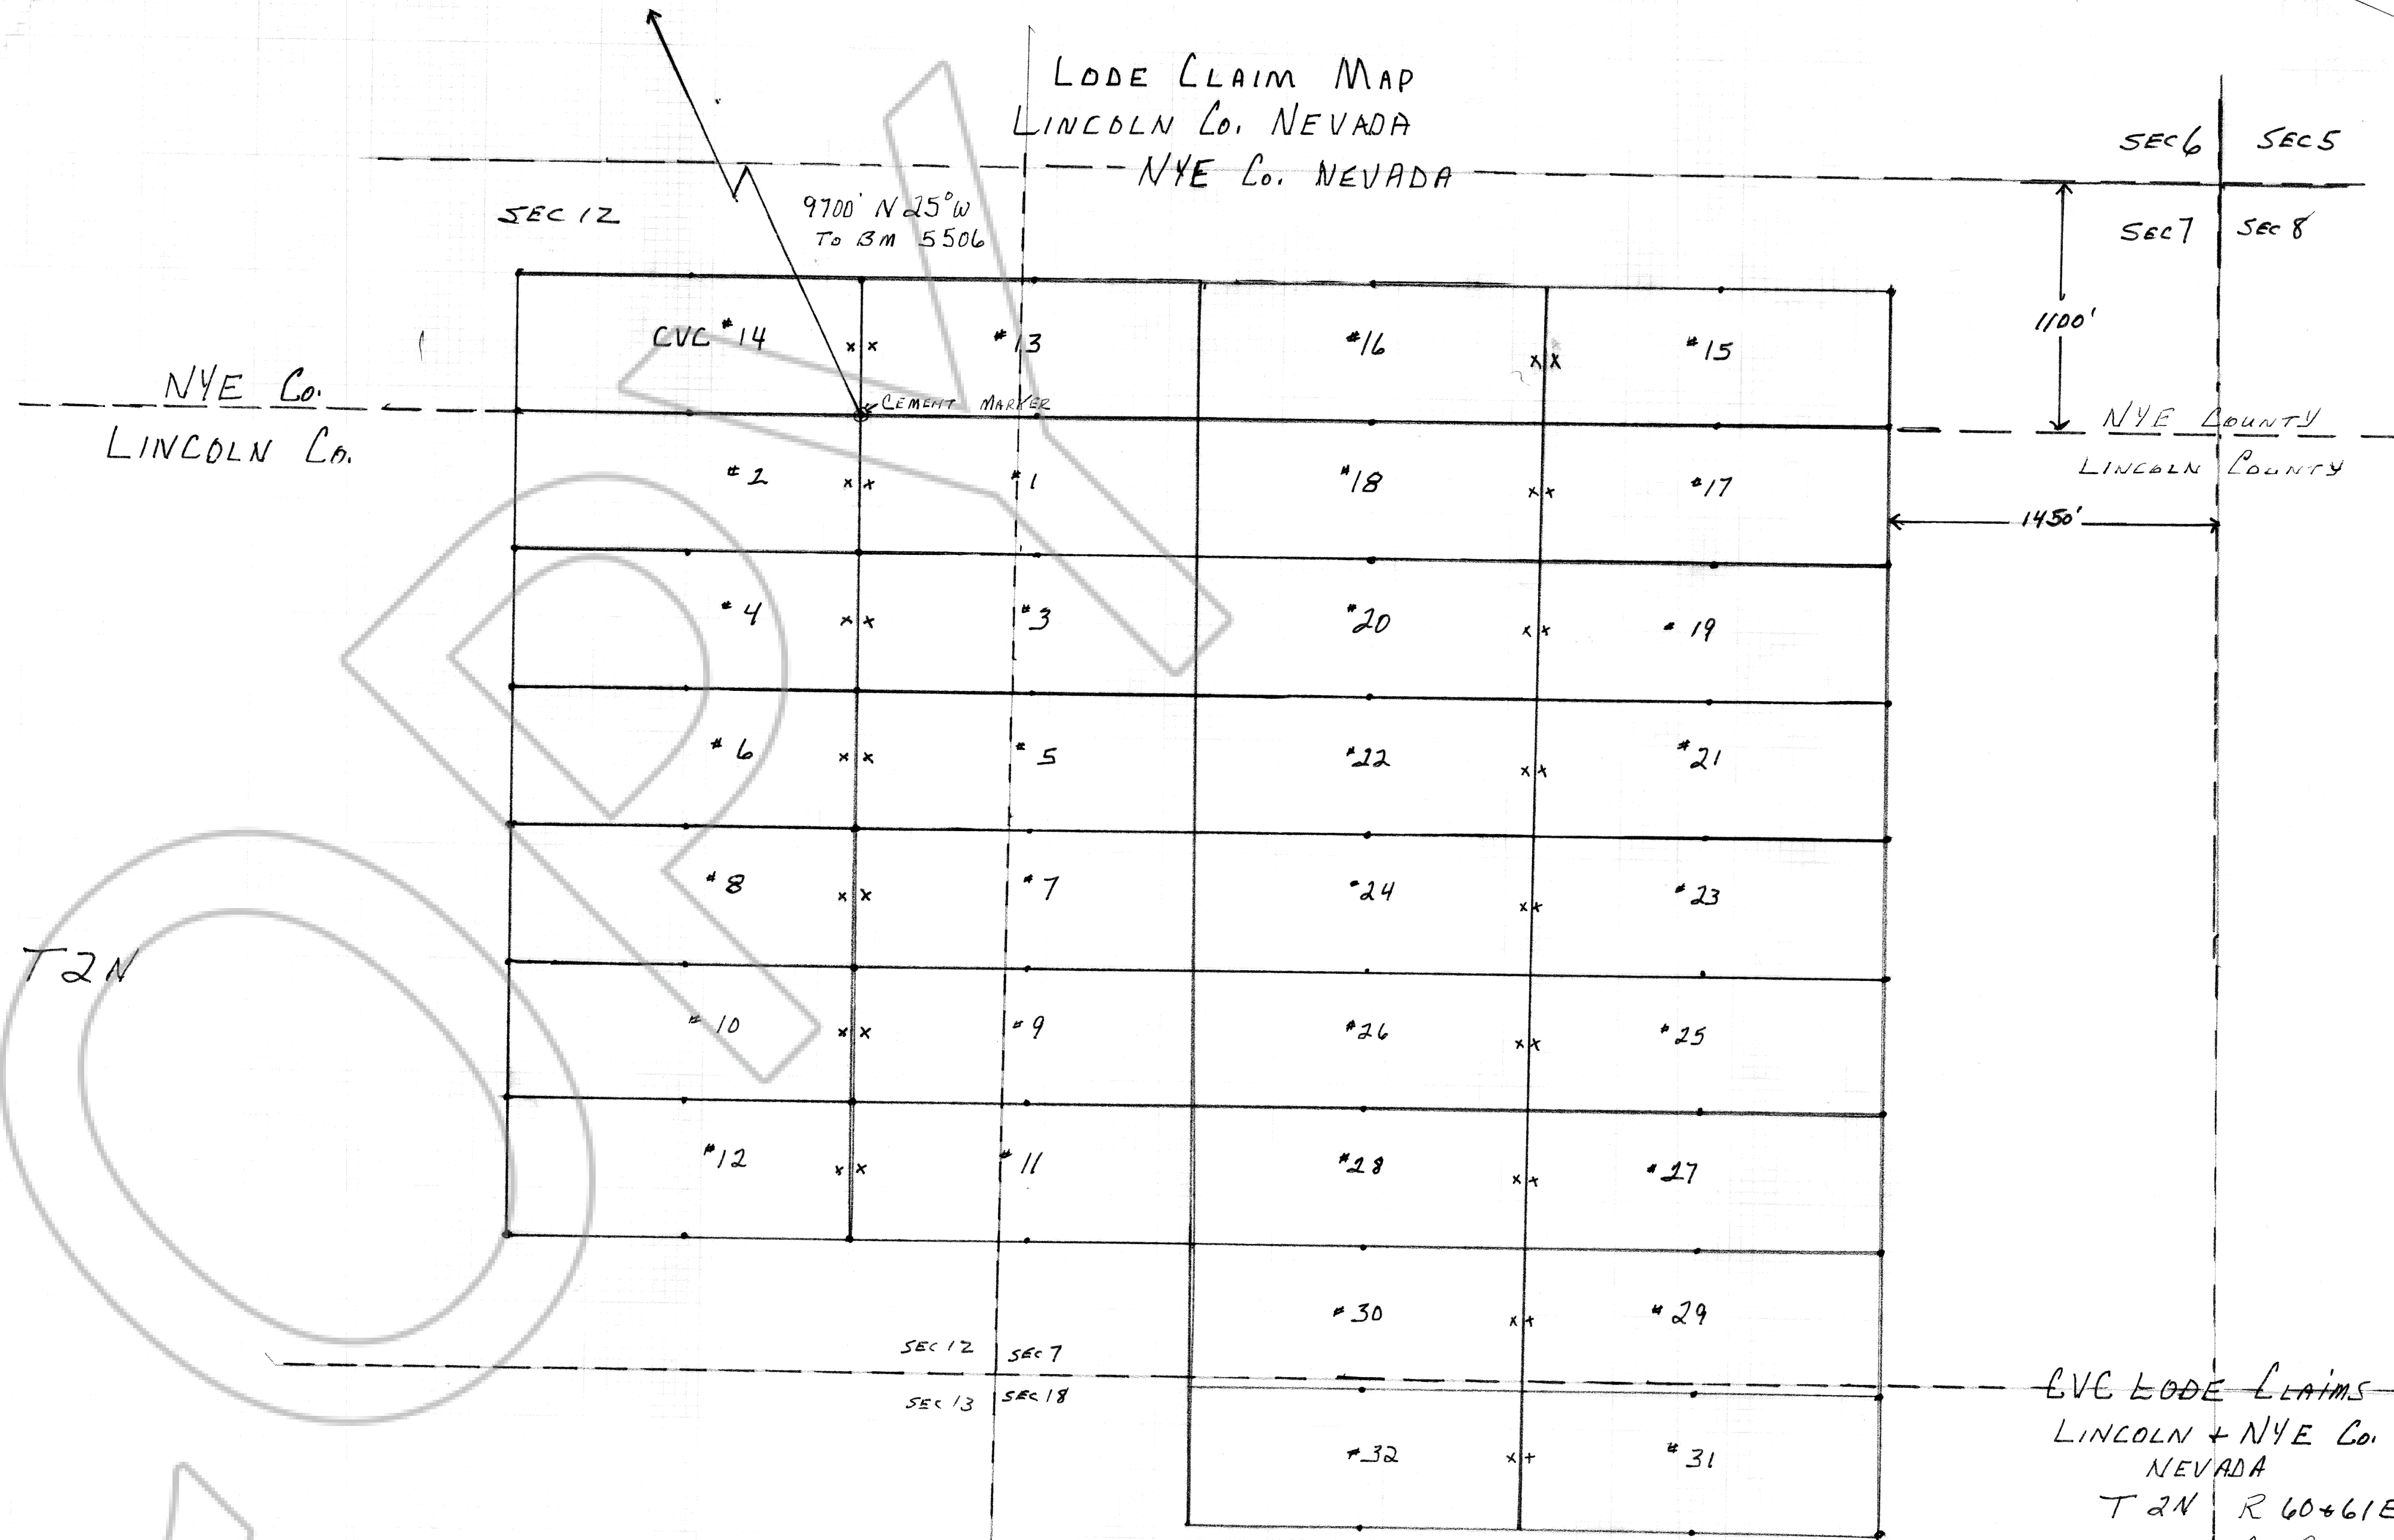 LODE CLAIM MAP
LINCOLN Co. NEVADA
NYE Co. NEVADA
SEC 6 SEC 5
SEC 7 SEC 8
SEC 12
9700' N 25° W
To BM 5506
1100'
CVC #14 x x #13 #16 x x #15
NYE Co.
LINCOLN Co.
CEMENT MARKER
NYE COUNTY
LINCOLN COUNTY
#2 x x #1 #18 x x #17
1450'
#4 x x #3 #20 x x #19
#6 x x #5 #22 x x #21
#8 x x #7 #24 x x #23
T 2 N
#10 x x #9 #26 x x #25
#12 x x #11 #28 x x #27
#30 x x #29
SEC 12 SEC 7
SEC 13 SEC 18
#32 x x #31
CVC LODE CLAIMS
LINCOLN + NYE Co.
NEVADA
T 2N R 60+61E
COPY